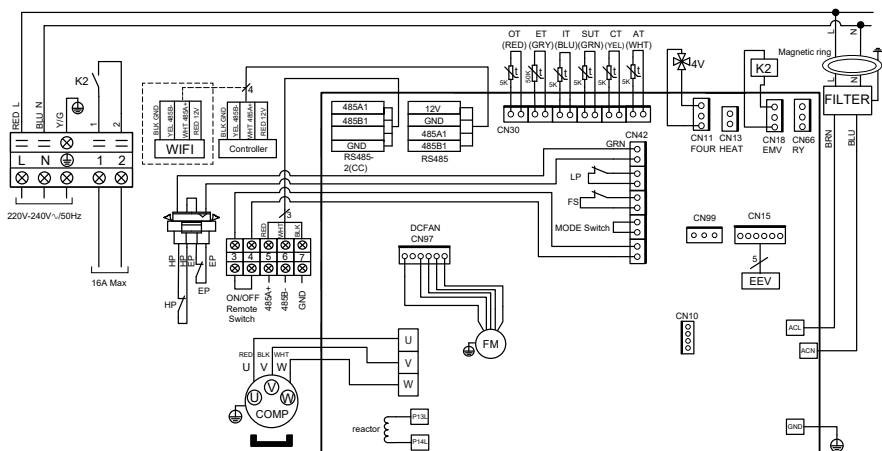 OT ET IT SUT CT AT
(RED) (GRY) (BLU) (GRN) (YEL) (WHT)
t t t t t t
5K 50K 5K 5K 5K 5K
CN30
4V
K2
L N
Magnetic ring
L N
FILTER
BRN
BLU
CN11
FOUR
CN13
HEAT
CN18
EMV
CN66
RY
K2
RED L
BLU N
Y/G
1
2
L N 1 2
220V-240V~/50Hz
16A Max
4
BLK GND
YEL 485B-
WHT 485A+
RED 12V
WIFI
BLK GND
YEL 485B-
WHT 485A+
RED 12V
Controller
485A1
485B1
GND
RS485-
2(CC)
12V
GND
485A1
485B1
RS485
CN42
GRN
LP
FS
MODE Switch
HP
HP
EP
EP
HP
EP
3
RED
WHT
BLK
3 4 5 6 7
ON/OFF
Remote
Switch
485A+
485B-
GND
DCFAN
CN97
FM
CN99
CN15
5
EEV
CN10
ACL
ACN
GND
RED BLK WHT
U V W
U V W
COMP
U
V
W
reactor
P13L
P14L